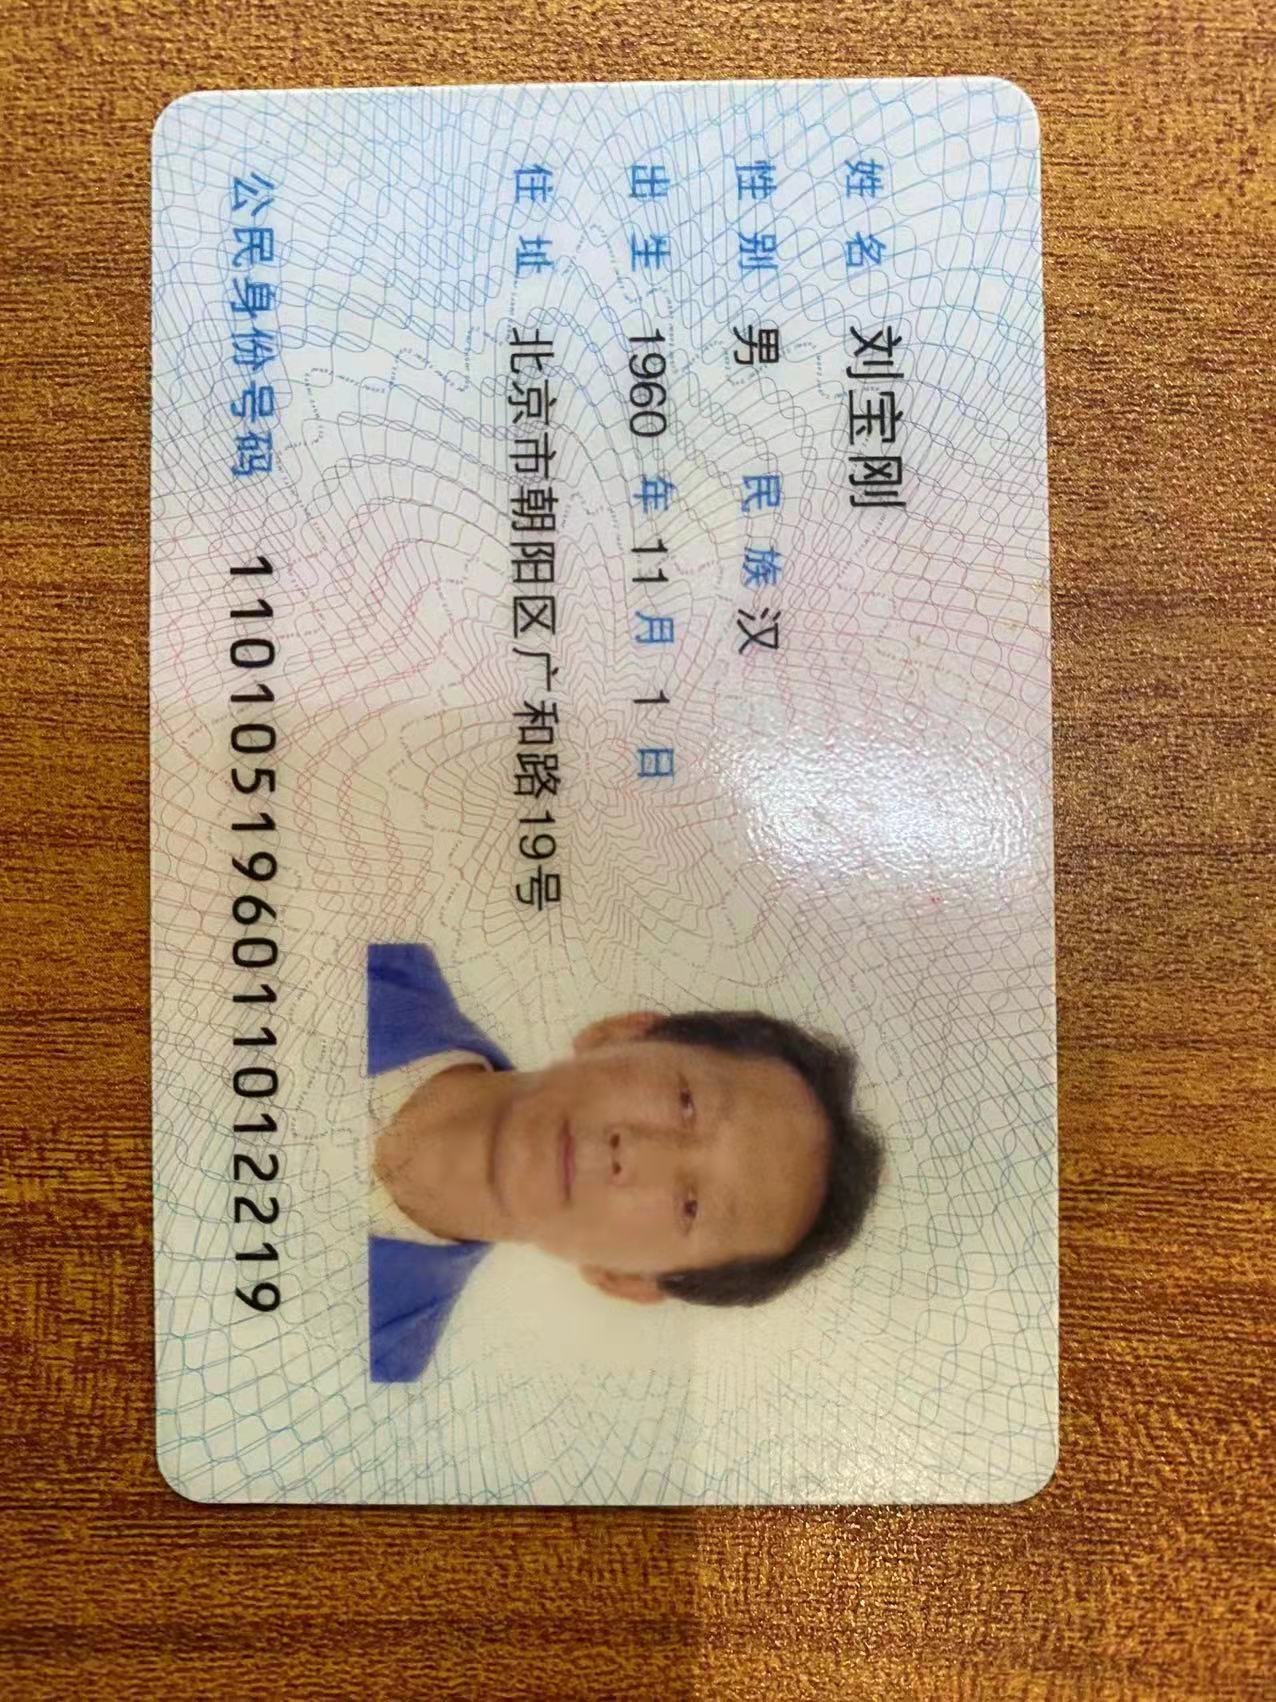 姓名 刘宝刚
性别 男 民族 汉
出生 1960 年 11 月 1 日
住址 北京市朝阳区广和路19号
公民身份号码 110105196011012219